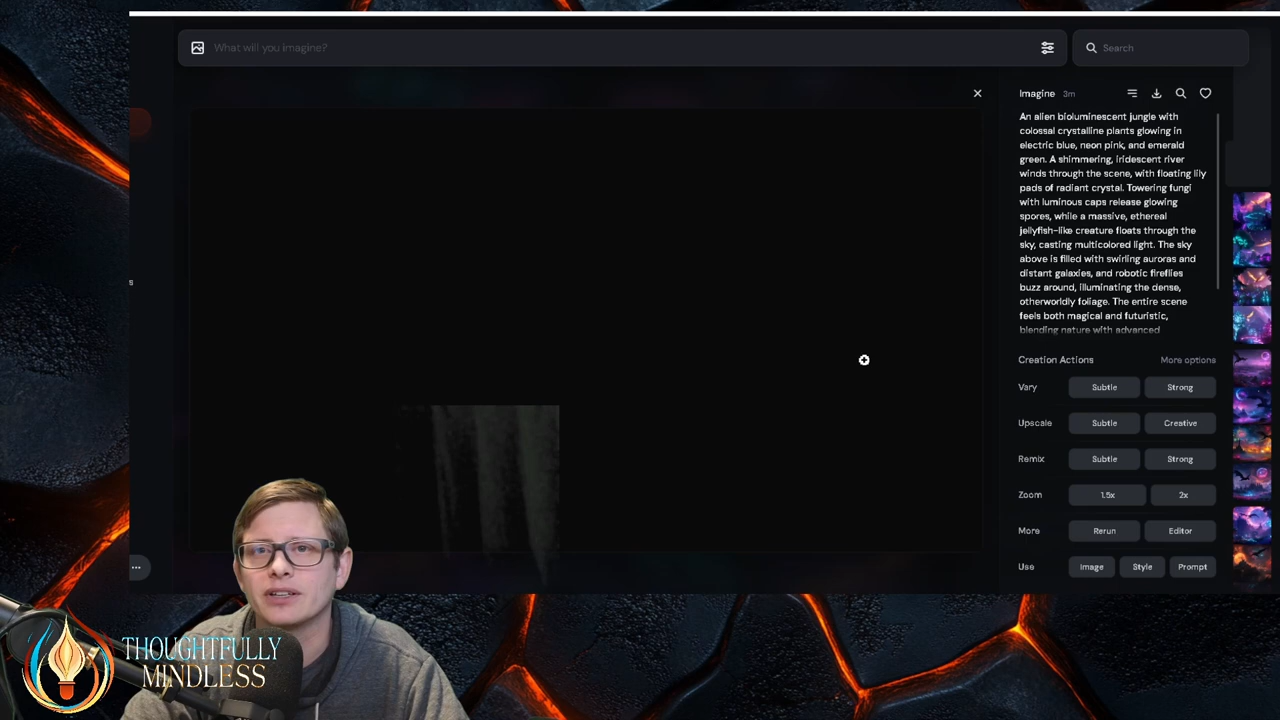 What will you imagine?
Search
Imagine 3m
An alien bioluminescent jungle with
colossal crystalline plants glowing in
electric blue, neon pink, and emerald
green. A shimmering, iridescent river
winds through the scene, with floating lily
pads of radiant crystal. Towering fungi
with luminous caps release glowing
spores, while a massive, ethereal
jellyfish-like creature floats through the
sky, casting multicolored light. The sky
above is filled with swirling auroras and
distant galaxies, and robotic fireflies
buzz around, illuminating the dense,
otherworldly foliage. The entire scene
feels both magical and futuristic,
blending nature with advanced
Creation Actions More options
Vary Subtle Strong
Upscale Subtle Creative
Remix Subtle Strong
Zoom 1.5x 2x
More Rerun Editor
Use Image Style Prompt
s
THOUGHTFULLY
MINDLESS